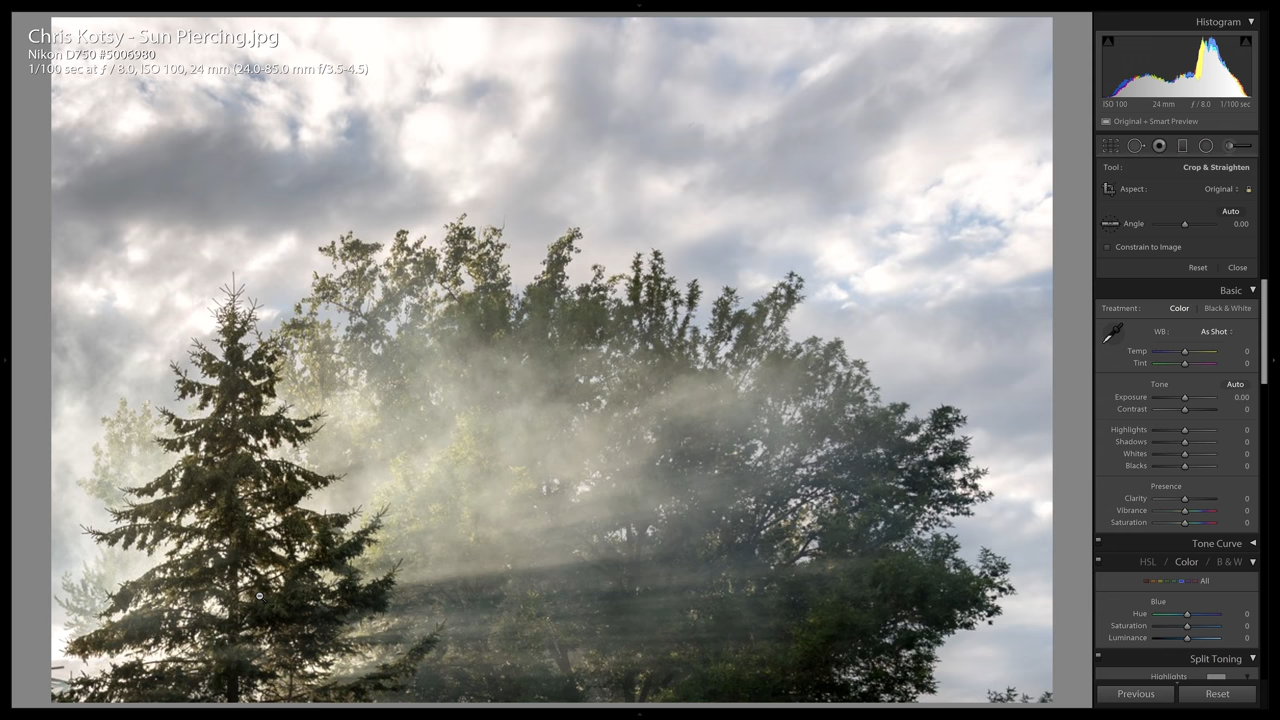 Chris Kotsy - Sun Piercing.jpg
Nikon D750 #5006980
1/100 sec at ƒ / 8.0, ISO 100, 24 mm (24.0-85.0 mm f/3.5-4.5)
Histogram
ISO 100 24 mm ƒ / 8.0 1/100 sec
Original + Smart Preview
Tool : Crop & Straighten
Aspect : Original
Auto
Angle 0.00
Constrain to Image
Reset Close
Basic
Treatment : Color Black & White
WB : As Shot
Temp 0
Tint 0
Tone Auto
Exposure 0.00
Contrast 0
Highlights 0
Shadows 0
Whites 0
Blacks 0
Presence
Clarity 0
Vibrance 0
Saturation 0
Tone Curve
HSL / Color / B & W
All
Blue
Hue 0
Saturation 0
Luminance 0
Split Toning
Highlights
Previous Reset